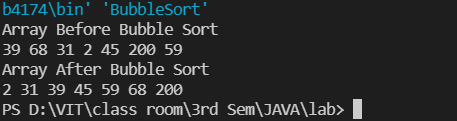 b4174\bin' 'BubbleSort'
Array Before Bubble Sort
39 68 31 2 45 200 59
Array After Bubble Sort
2 31 39 45 59 68 200
PS D:\VIT\class room\3rd Sem\JAVA\lab>